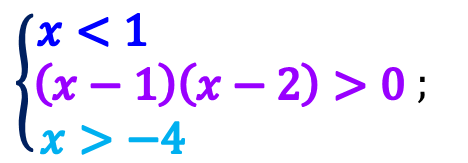 x < 1
(x − 1)(x − 2) > 0 ;
x > −4